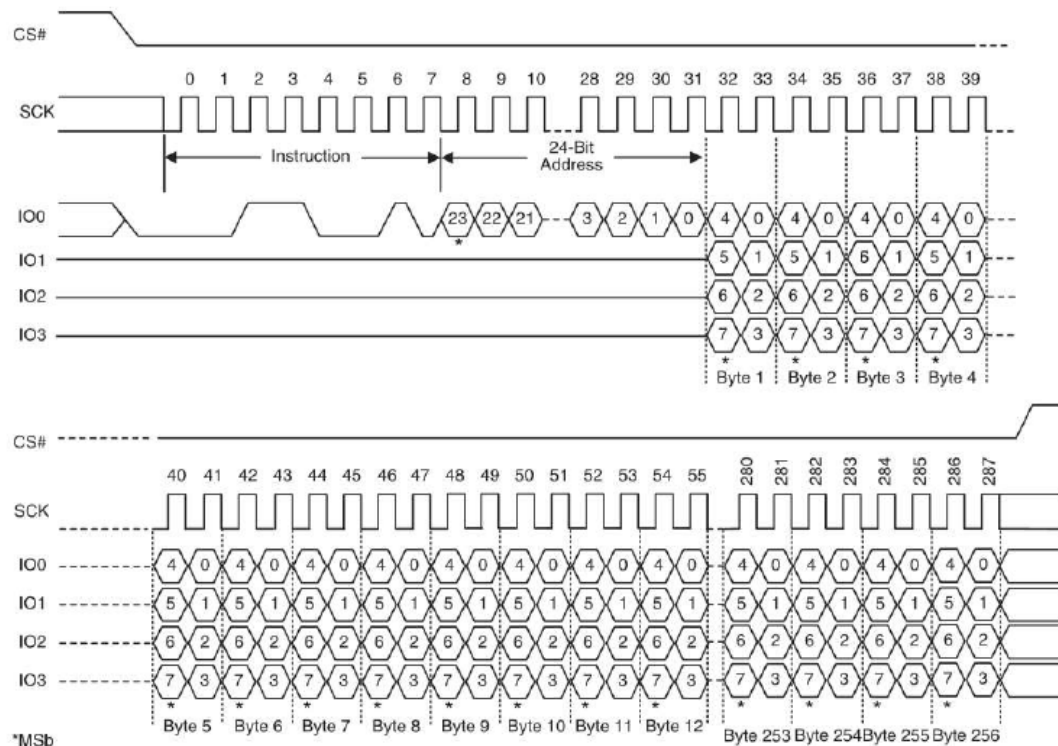 CS#
0 1 2 3 4 5 6 7 8 9 10 28 29 30 31 32 33 34 35 36 37 38 39
SCK
Instruction
24-Bit
Address
IO0 23 22 21 3 2 1 0 4 0 4 0 4 0 4 0
*
IO1 5 1 5 1 6 1 5 1
IO2 6 2 6 2 6 2 6 2
IO3 7 3 7 3 7 3 7 3
* * * *
Byte 1 Byte 2 Byte 3 Byte 4
CS#
40 41 42 43 44 45 46 47 48 49 50 51 52 53 54 55 280 281 282 283 284 285 286 287
SCK
IO0 4 0 4 0 4 0 4 0 4 0 4 0 4 0 4 0 4 0 4 0 4 0 4 0
IO1 5 1 5 1 5 1 5 1 5 1 5 1 5 1 5 1 5 1 5 1 5 1 5 1
IO2 6 2 6 2 6 2 6 2 6 2 6 2 6 2 6 2 6 2 6 2 6 2 6 2
IO3 7 3 7 3 7 3 7 3 7 3 7 3 7 3 7 3 7 3 7 3 7 3 7 3
* * * * * * * * * * * *
Byte 5 Byte 6 Byte 7 Byte 8 Byte 9 Byte 10 Byte 11 Byte 12 Byte 253 Byte 254 Byte 255 Byte 256
*MSb